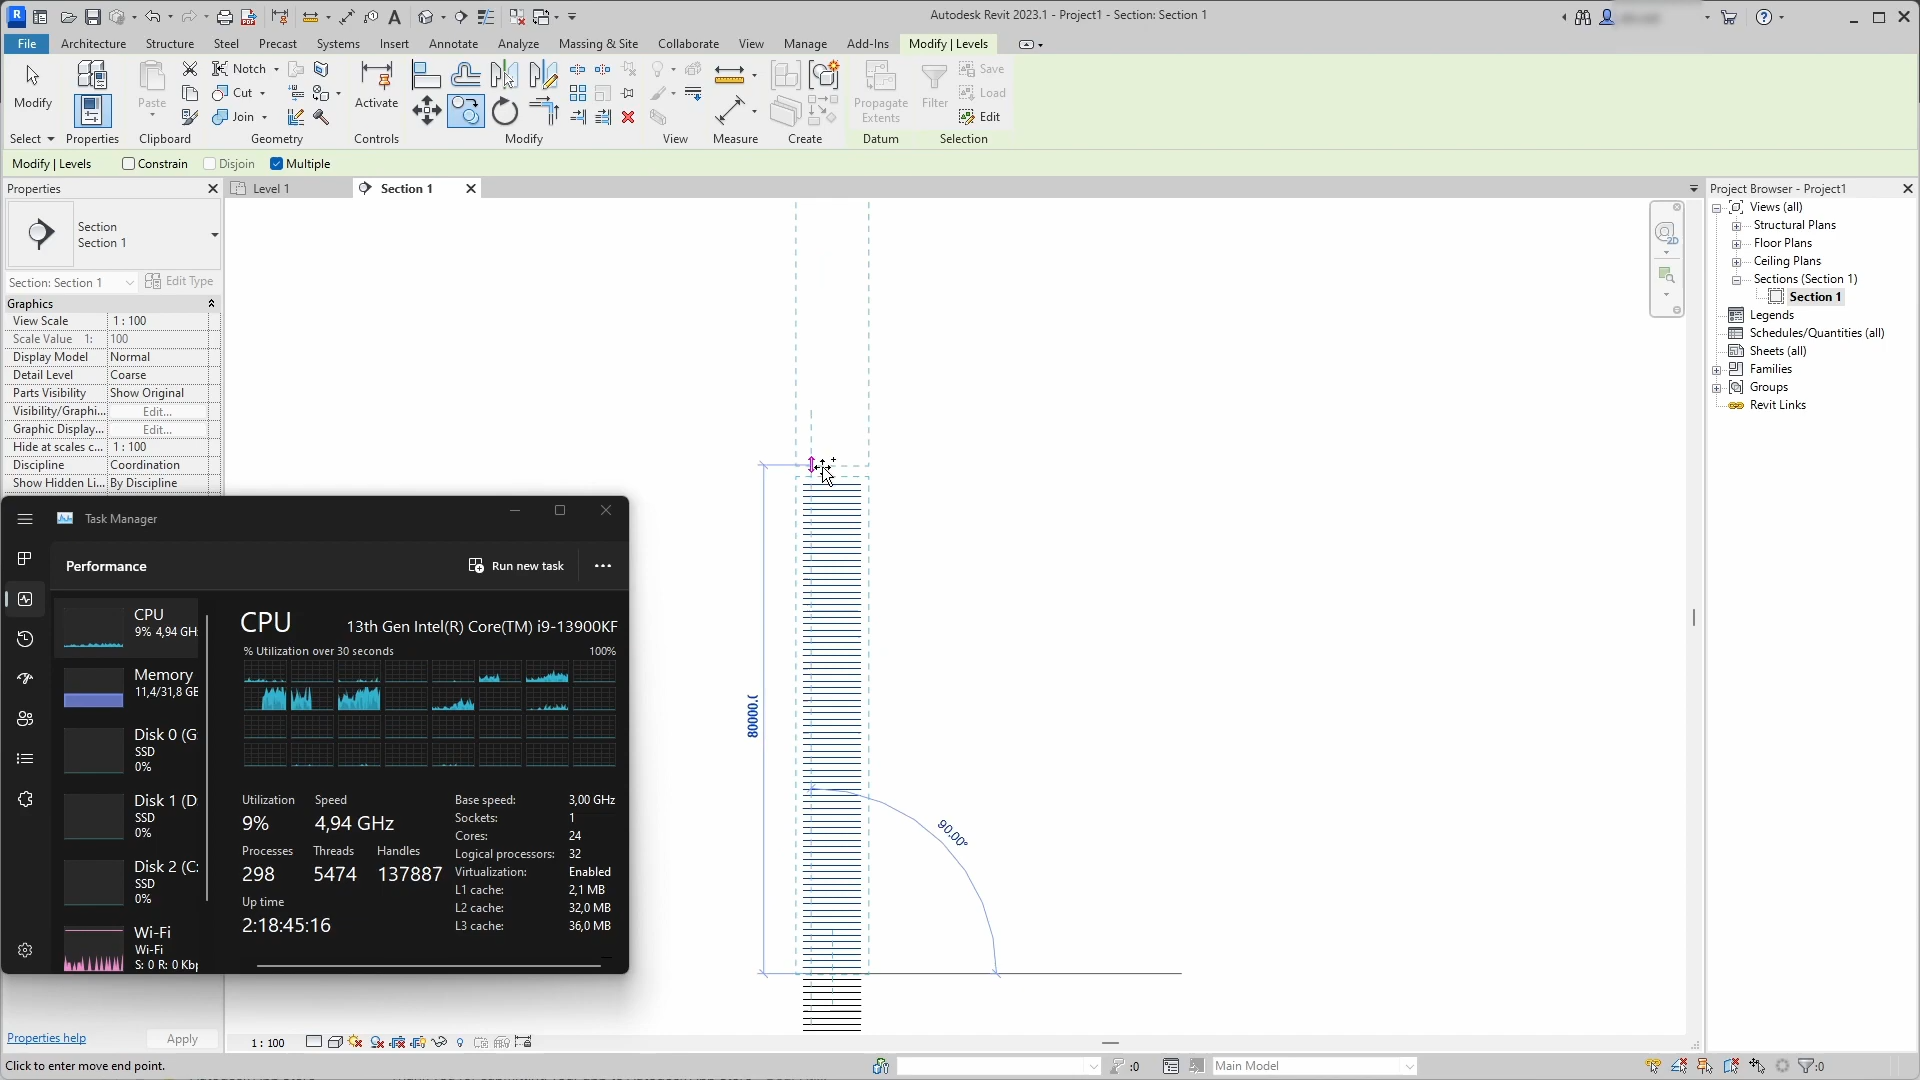 Autodesk Revit 2023.1 - Project1 - Section: Section 1
File Architecture Structure Steel Precast Systems Insert Annotate Analyze Massing & Site Collaborate View Manage Add-Ins Modify | Levels
Modify
Paste
Notch
Cut
Join
Activate
Propagate Extents
Filter
Save
Load
Edit
Select Properties Clipboard Geometry Controls Modify View Measure Create Datum Selection
Modify | Levels Constrain Disjoin Multiple
Properties
Section
Section 1
Section: Section 1 Edit Type
Graphics
View Scale 1 : 100
Scale Value 1: 100
Display Model Normal
Detail Level Coarse
Parts Visibility Show Original
Visibility/Graphi... Edit...
Graphic Display... Edit...
Hide at scales c... 1 : 100
Discipline Coordination
Show Hidden Li... By Discipline
Level 1 Section 1
80000.(
90.00°
2D
Project Browser - Project1
Views (all)
Structural Plans
Floor Plans
Ceiling Plans
Sections (Section 1)
Section 1
Legends
Schedules/Quantities (all)
Sheets (all)
Families
Groups
Revit Links
Task Manager
Performance Run new task
CPU
9% 4,94 GH
Memory
11,4/31,8 GE
Disk 0 (G:
SSD
0%
Disk 1 (D
SSD
0%
Disk 2 (C:
SSD
0%
Wi-Fi
Wi-Fi
S: 0 R: 0 Kbp
CPU 13th Gen Intel(R) Core(TM) i9-13900KF
% Utilization over 30 seconds 100%
Utilization Speed
9% 4,94 GHz
Processes Threads Handles
298 5474 137887
Up time
2:18:45:16
Base speed: 3,00 GHz
Sockets: 1
Cores: 24
Logical processors: 32
Virtualization: Enabled
L1 cache: 2,1 MB
L2 cache: 32,0 MB
L3 cache: 36,0 MB
Properties help Apply
1 : 100
Click to enter move end point.
:0
Main Model
:0